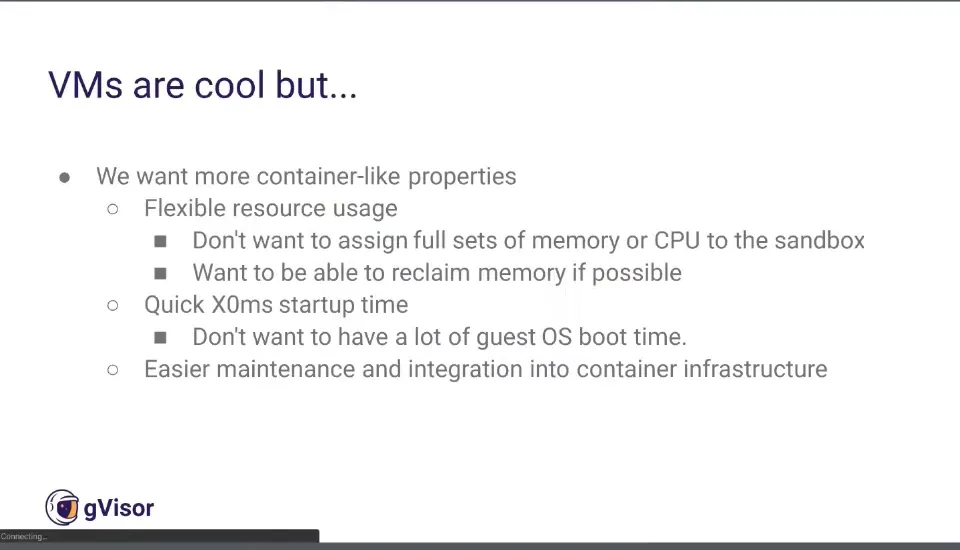 VMs are cool but...
● We want more container-like properties
○ Flexible resource usage
■ Don't want to assign full sets of memory or CPU to the sandbox
■ Want to be able to reclaim memory if possible
○ Quick X0ms startup time
■ Don't want to have a lot of guest OS boot time.
○ Easier maintenance and integration into container infrastructure
gVisor
Connecting...